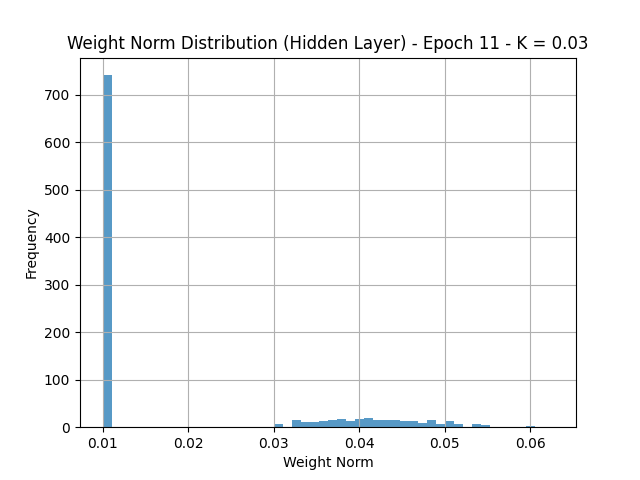 Weight Norm Distribution (Hidden Layer) - Epoch 11 - K = 0.03
700
600
500
400
300
200
100
0
Frequency
0.01 0.02 0.03 0.04 0.05 0.06
Weight Norm